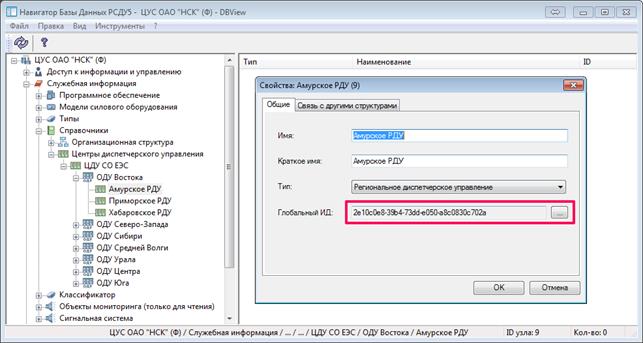 Навигатор Базы Данных РСДУ5 - ЦУС ОАО "НСК" (Ф) - DBView
Файл Правка Вид Инструменты ?
ЦУС ОАО "НСК" (Ф)
Доступ к информации и управлению
Служебная информация
Программное обеспечение
Модели силового оборудования
Типы
Справочники
Организационная структура
Центры диспетчерского управления
ЦДУ СО ЕЭС
ОДУ Востока
Амурское РДУ
Приморское РДУ
Хабаровское РДУ
ОДУ Северо-Запада
ОДУ Сибири
ОДУ Средней Волги
ОДУ Урала
ОДУ Центра
ОДУ Юга
Классификатор
Объекты мониторинга (только для чтения)
Сигнальная система
Тип Наименование ID
Свойства: Амурское РДУ (9)
Общие Связь с другими структурами
Имя: Амурское РДУ
Краткое имя: Амурское РДУ
Тип: Региональное диспетчерское управление
Глобальный ИД: 2e10c0e8-39b4-73dd-e050-a8c0830c702a ...
OK Отмена
ЦУС ОАО "НСК" (Ф) / Служебная информация / ... / ... / ЦДУ СО ЕЭС / ОДУ Востока / Амурское РДУ ID узла: 9 Кол-во: 0